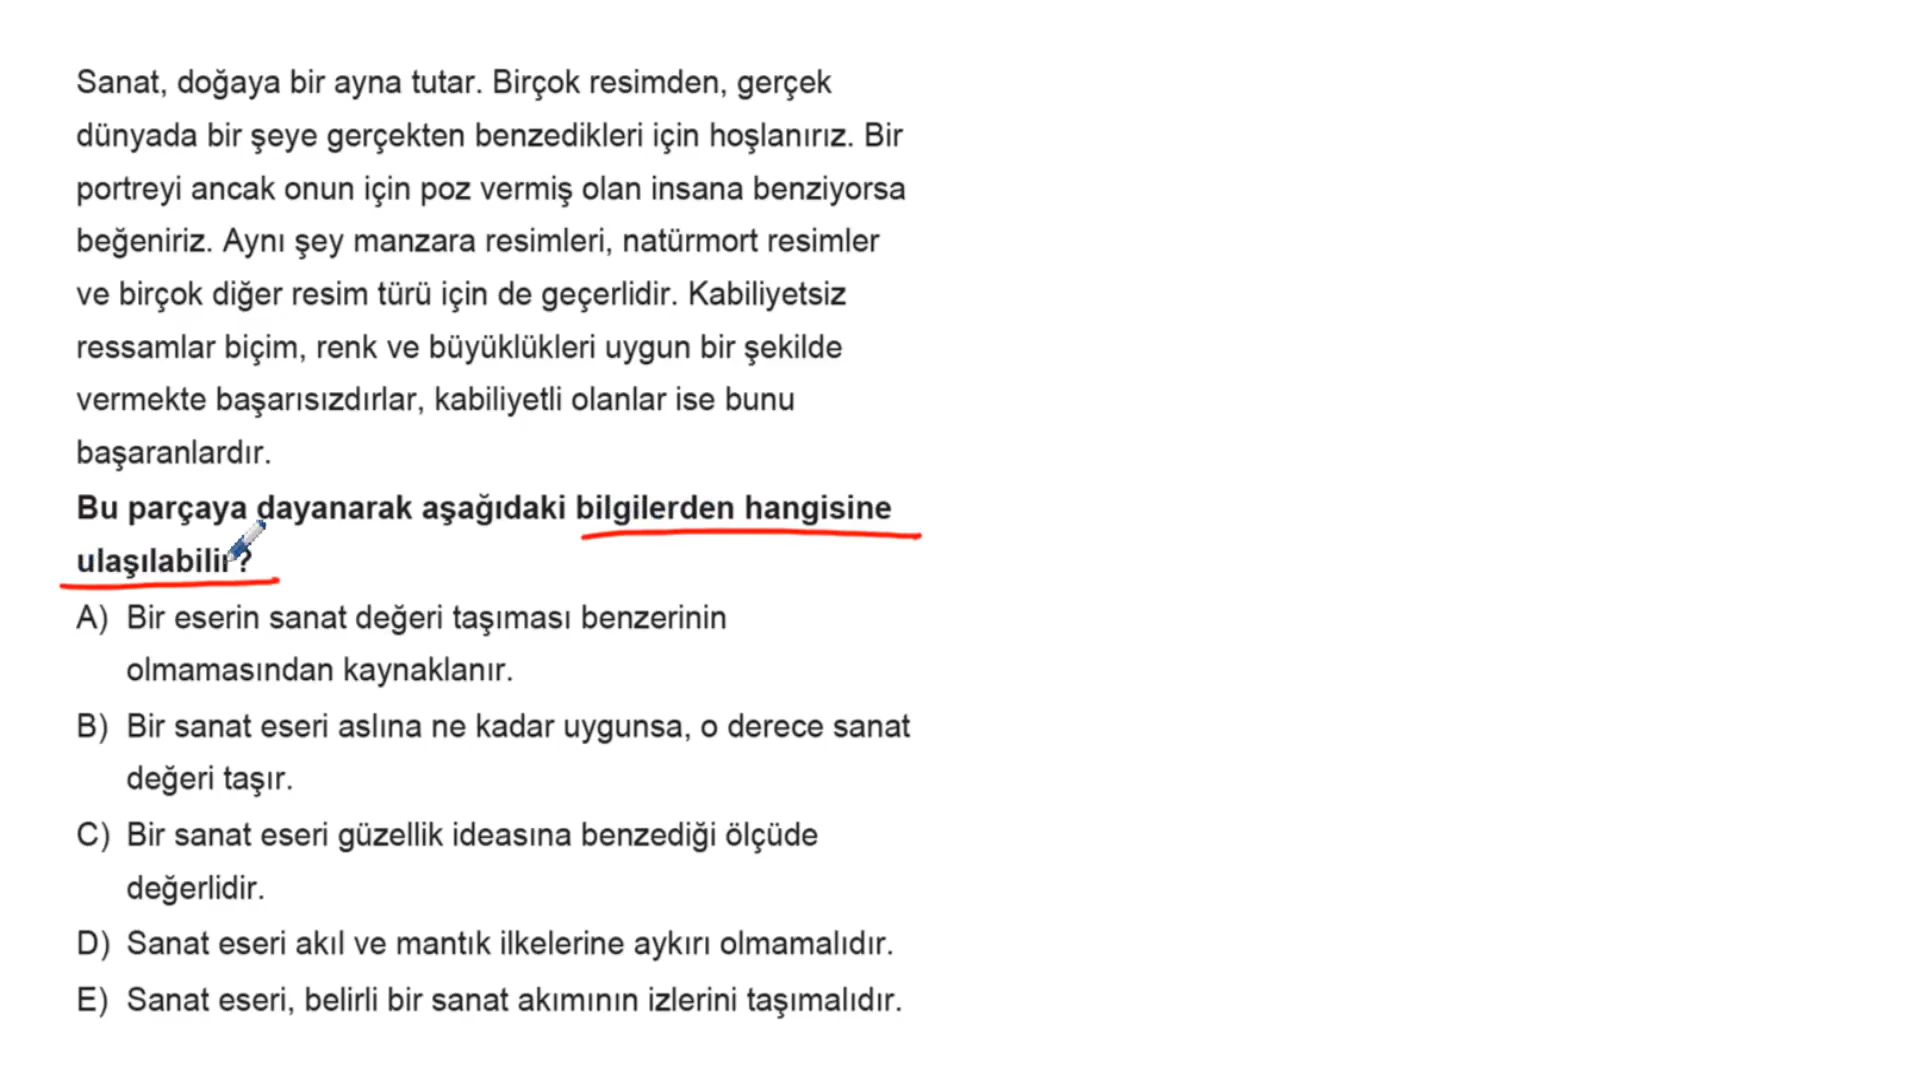 Sanat, doğaya bir ayna tutar. Birçok resimden, gerçek
dünyada bir şeye gerçekten benzedikleri için hoşlanırız. Bir
portreyi ancak onun için poz vermiş olan insana benziyorsa
beğeniriz. Aynı şey manzara resimleri, natürmort resimler
ve birçok diğer resim türü için de geçerlidir. Kabiliyetsiz
ressamlar biçim, renk ve büyüklükleri uygun bir şekilde
vermekte başarısızdırlar, kabiliyetli olanlar ise bunu
başaranlardır.
Bu parçaya dayanarak aşağıdaki bilgilerden hangisine
ulaşılabilir?
A) Bir eserin sanat değeri taşıması benzerinin
olmamasından kaynaklanır.
B) Bir sanat eseri aslına ne kadar uygunsa, o derece sanat
değeri taşır.
C) Bir sanat eseri güzellik ideasına benzediği ölçüde
değerlidir.
D) Sanat eseri akıl ve mantık ilkelerine aykırı olmamalıdır.
E) Sanat eseri, belirli bir sanat akımının izlerini taşımalıdır.